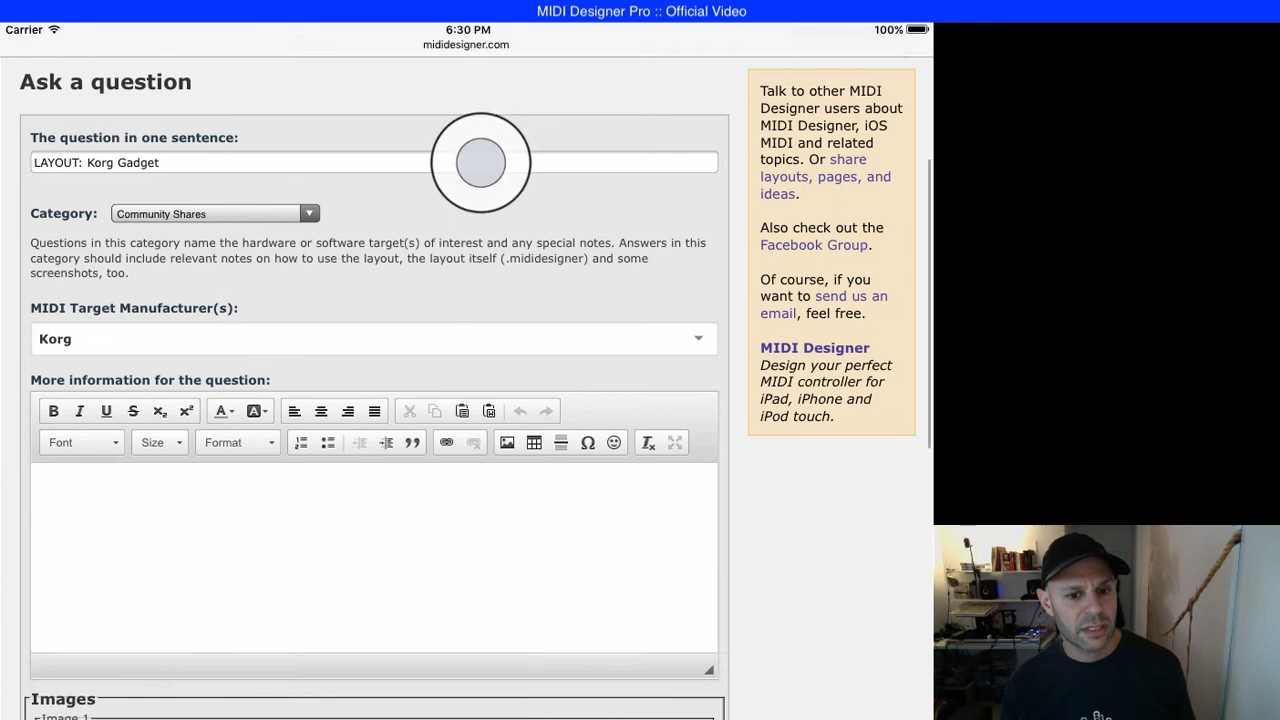 MIDI Designer Pro :: Official Video
Carrier
6:30 PM
100%
mididesigner.com
Ask a question
The question in one sentence:
LAYOUT: Korg Gadget
Category:
Community Shares
Questions in this category name the hardware or software target(s) of interest and any special notes. Answers in this
category should include relevant notes on how to use the layout, the layout itself (.mididesigner) and some
screenshots, too.
MIDI Target Manufacturer(s):
Korg
More information for the question:
B I U S x₂ x² A A
Font
Size
Format
Ω
Tx
Images
Image 1
Talk to other MIDI
Designer users about
MIDI Designer, iOS
MIDI and related
topics. Or share
layouts, pages, and
ideas.
Also check out the
Facebook Group.
Of course, if you
want to send us an
email, feel free.
MIDI Designer
Design your perfect
MIDI controller for
iPad, iPhone and
iPod touch.